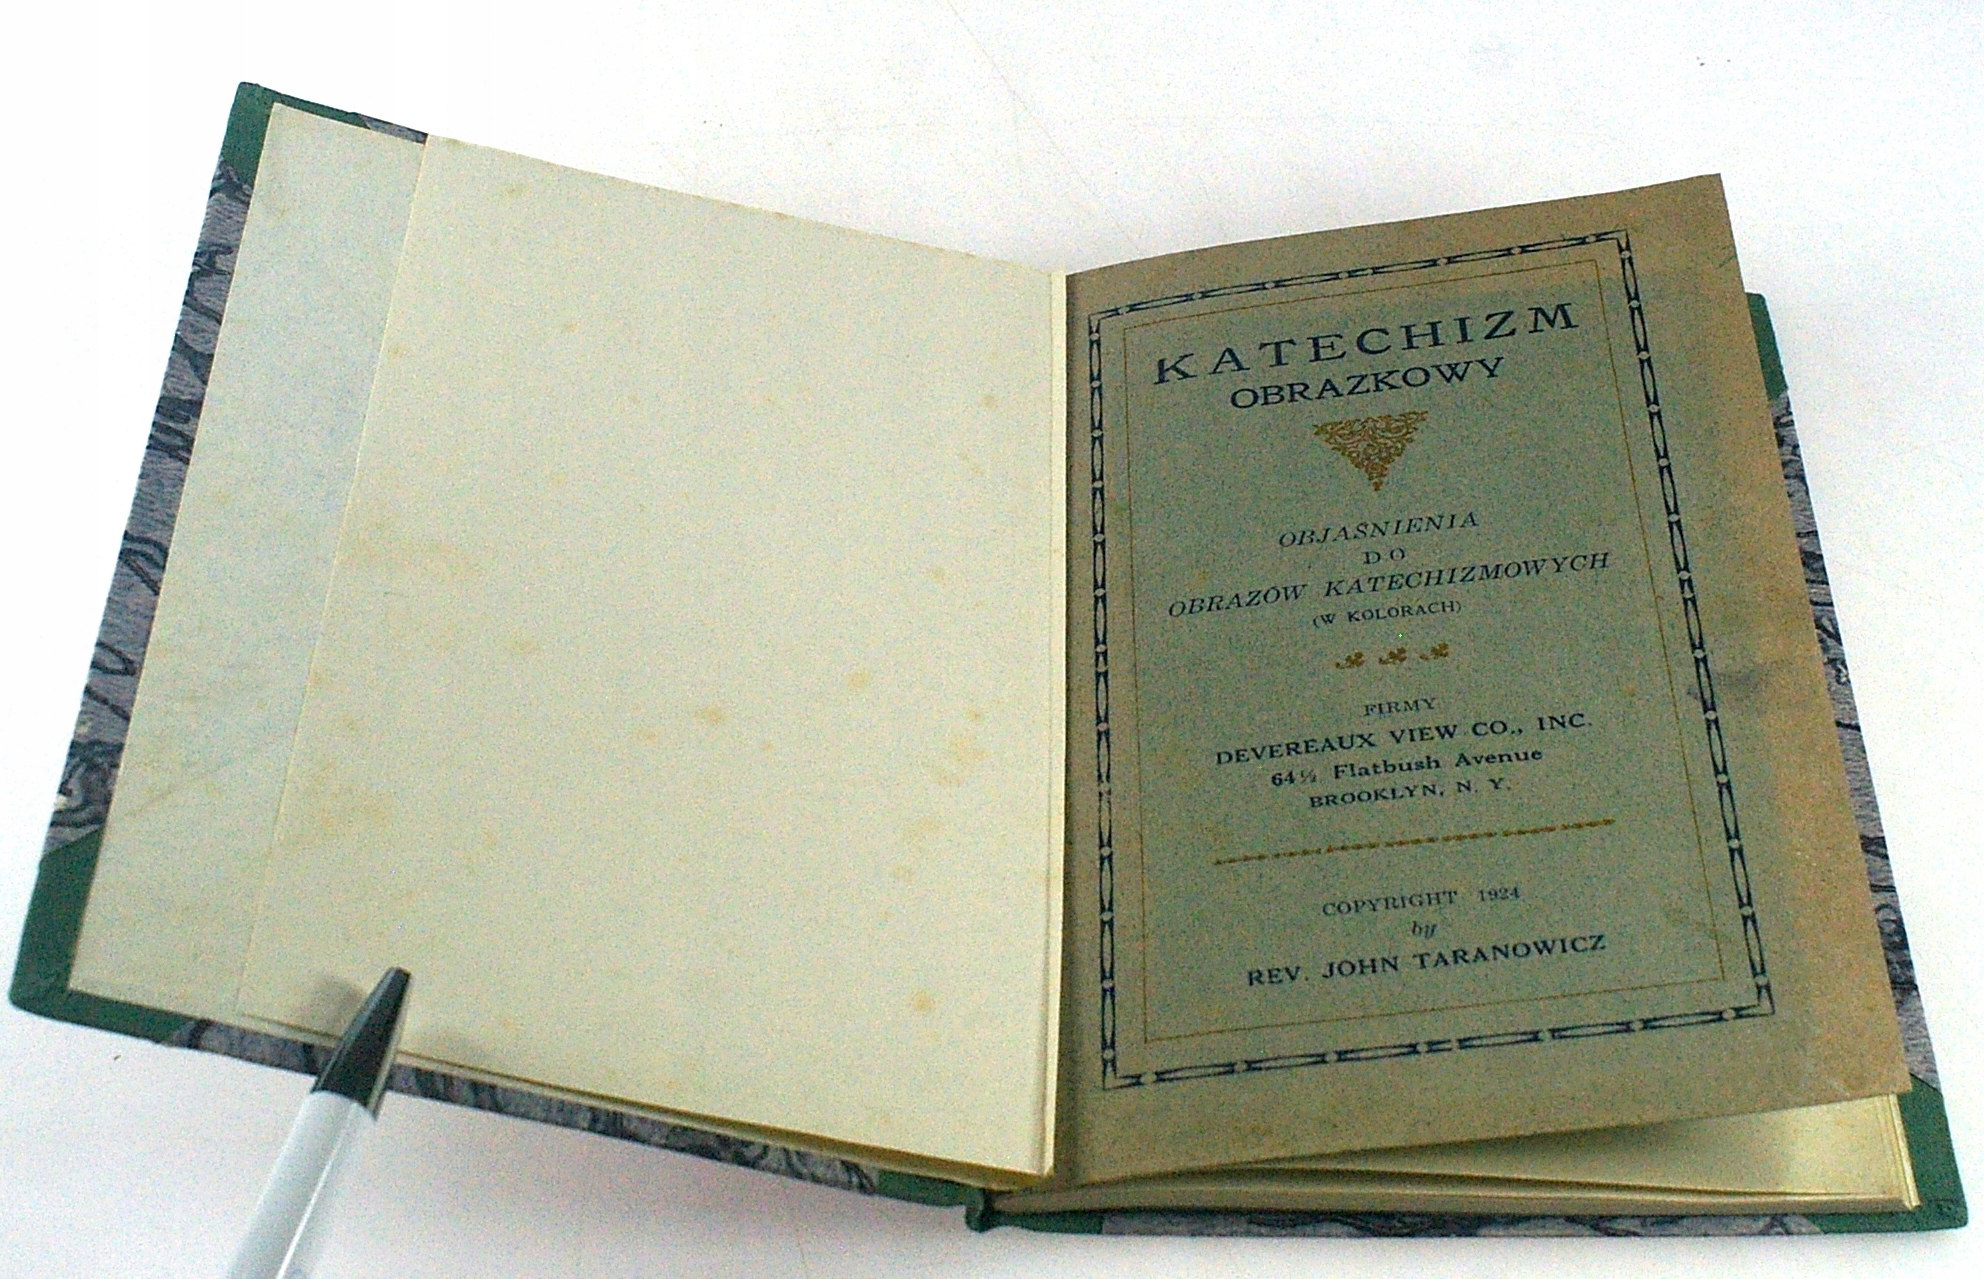 KATECHIZM
OBRAZKOWY
OBJAŚNIENIA
DO
OBRAZÓW KATECHIZMOWYCH
(W KOLORACH)
FIRMY
DEVEREAUX VIEW CO., INC.
64½ Flatbush Avenue
BROOKLYN, N. Y.
COPYRIGHT 1924
by
REV. JOHN TARANOWICZ